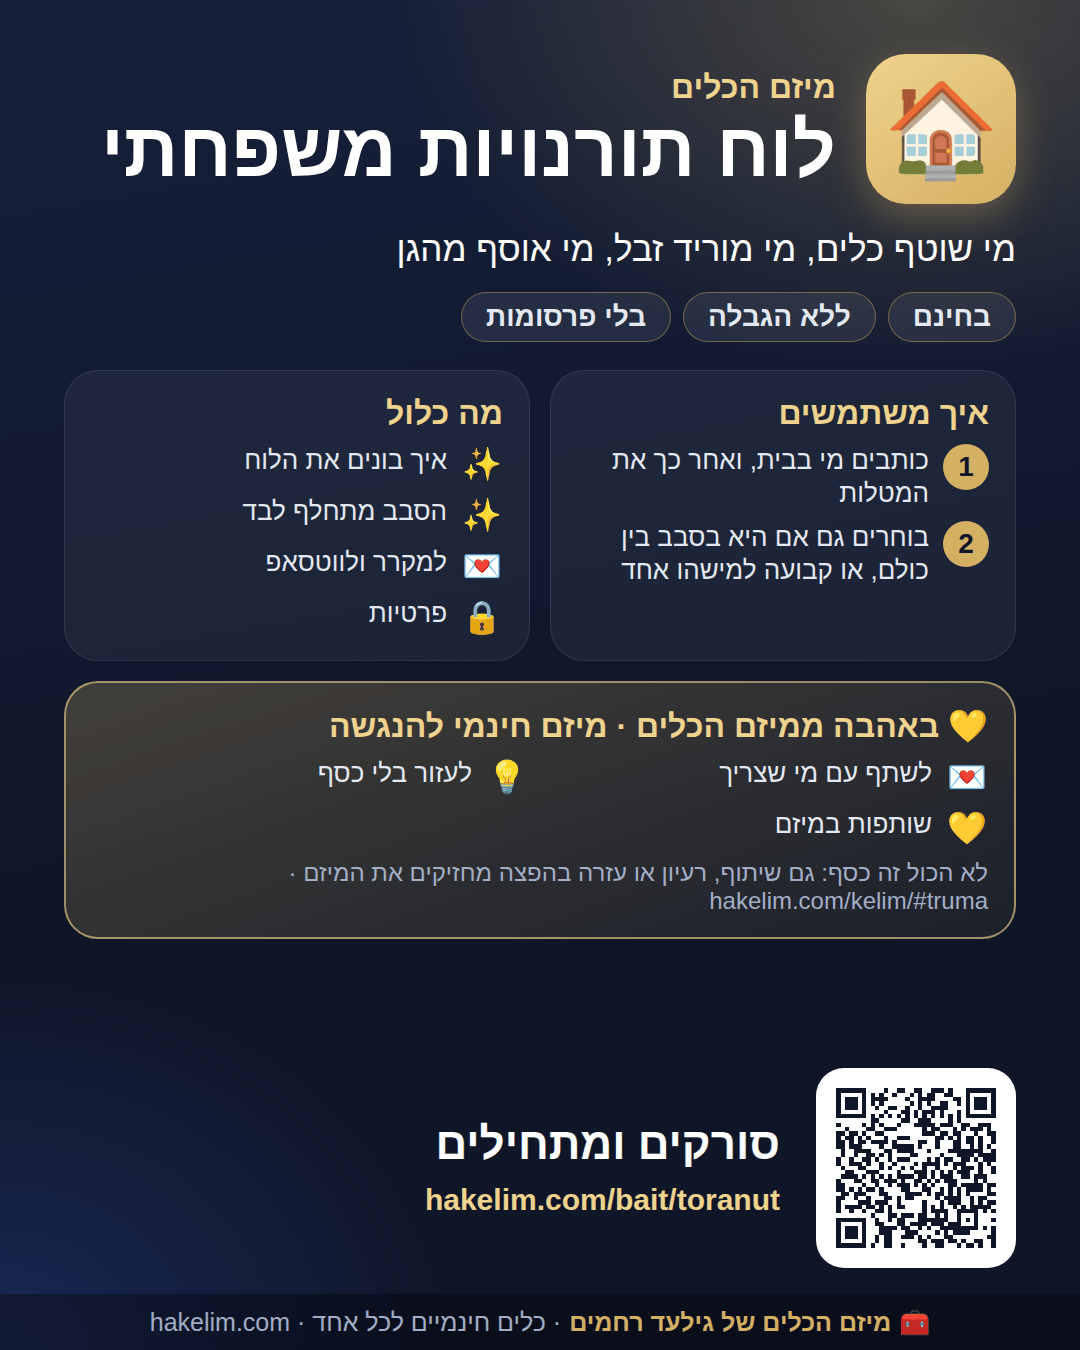 מיזם הכלים
לוח תורנויות משפחתי
מי שוטף כלים, מי מוריד זבל, מי אוסף מהגן
בחינם
ללא הגבלה
בלי פרסומות
איך משתמשים
1 כותבים מי בבית, ואחר כך את
המטלות
2 בוחרים גם אם היא בסבב בין
כולם, או קבועה למישהו אחד
מה כלול
איך בונים את הלוח
הסבב מתחלף לבד
למקרר ולווטסאפ
פרטיות
באהבה ממיזם הכלים · מיזם חינמי להנגשה
לשתף עם מי שצריך
לעזור בלי כסף
שותפות במיזם
לא הכול זה כסף: גם שיתוף, רעיון או עזרה בהפצה מחזיקים את המיזם ·
hakelim.com/kelim/#truma
סורקים ומתחילים
hakelim.com/bait/toranut
מיזם הכלים של גילעד רחמים · כלים חינמיים לכל אחד · hakelim.com